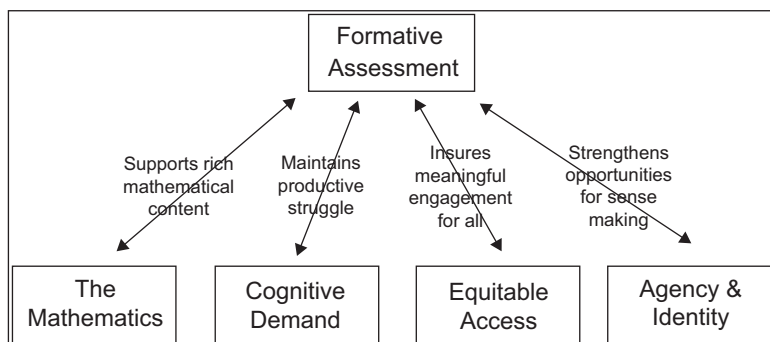 Formative
Assessment
Supports rich
mathematical
content
Maintains
productive
struggle
Insures
meaningful
engagement
for all
Strengthens
opportunities
for sense
making
The
Mathematics
Cognitive
Demand
Equitable
Access
Agency &
Identity